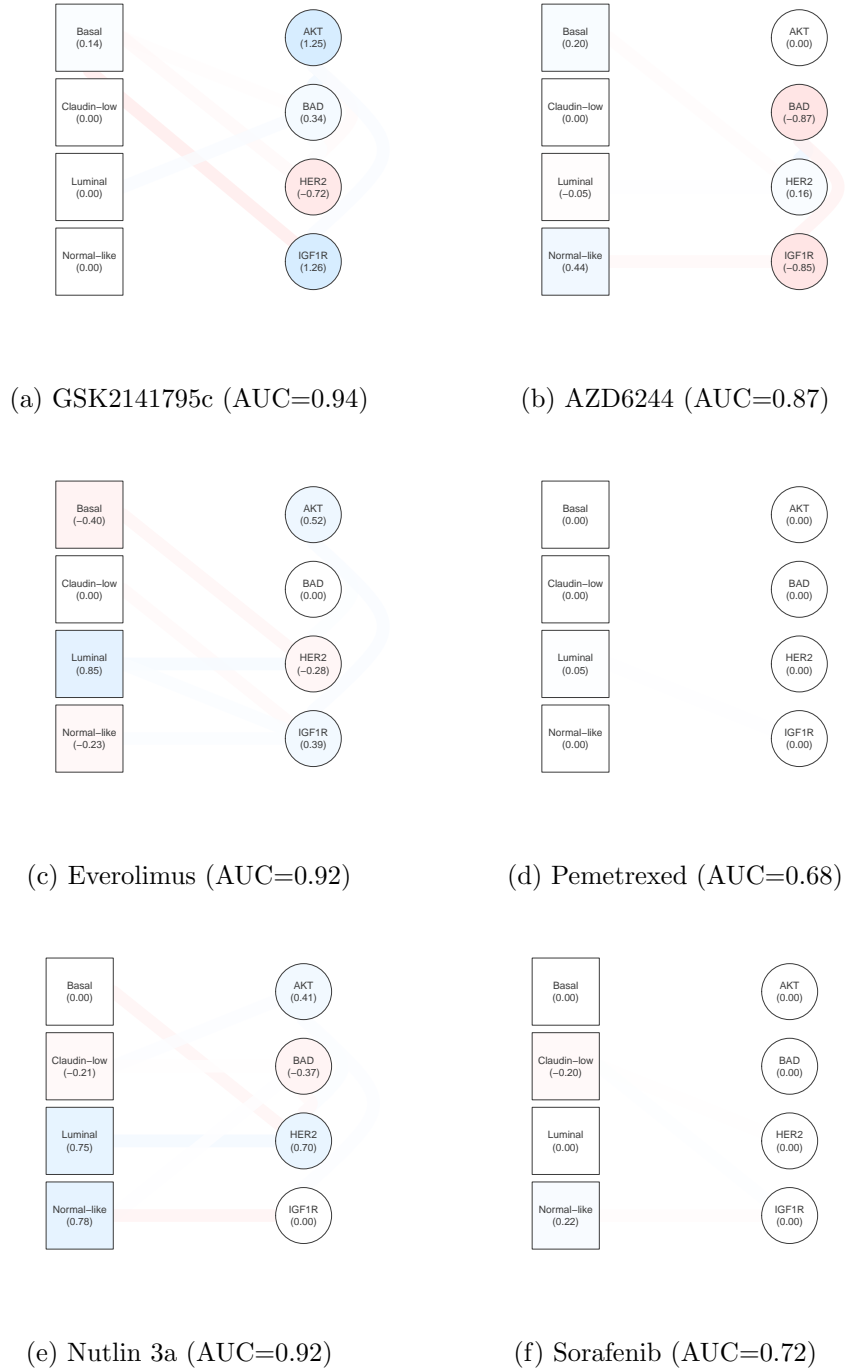 Basal
(0.14)
Claudin−low
(0.00)
Luminal
(0.00)
Normal−like
(0.00)
AKT
(1.25)
BAD
(0.34)
HER2
(−0.72)
IGF1R
(1.26)
(a) GSK2141795c (AUC=0.94)
Basal
(0.20)
Claudin−low
(0.00)
Luminal
(−0.05)
Normal−like
(0.44)
AKT
(0.00)
BAD
(−0.87)
HER2
(0.16)
IGF1R
(−0.85)
(b) AZD6244 (AUC=0.87)
Basal
(−0.40)
Claudin−low
(0.00)
Luminal
(0.85)
Normal−like
(−0.23)
AKT
(0.52)
BAD
(0.00)
HER2
(−0.28)
IGF1R
(0.39)
(c) Everolimus (AUC=0.92)
Basal
(0.00)
Claudin−low
(0.00)
Luminal
(0.05)
Normal−like
(0.00)
AKT
(0.00)
BAD
(0.00)
HER2
(0.00)
IGF1R
(0.00)
(d) Pemetrexed (AUC=0.68)
Basal
(0.00)
Claudin−low
(−0.21)
Luminal
(0.75)
Normal−like
(0.78)
AKT
(0.41)
BAD
(−0.37)
HER2
(0.70)
IGF1R
(0.00)
(e) Nutlin 3a (AUC=0.92)
Basal
(0.00)
Claudin−low
(−0.20)
Luminal
(0.00)
Normal−like
(0.22)
AKT
(0.00)
BAD
(0.00)
HER2
(0.00)
IGF1R
(0.00)
(f) Sorafenib (AUC=0.72)